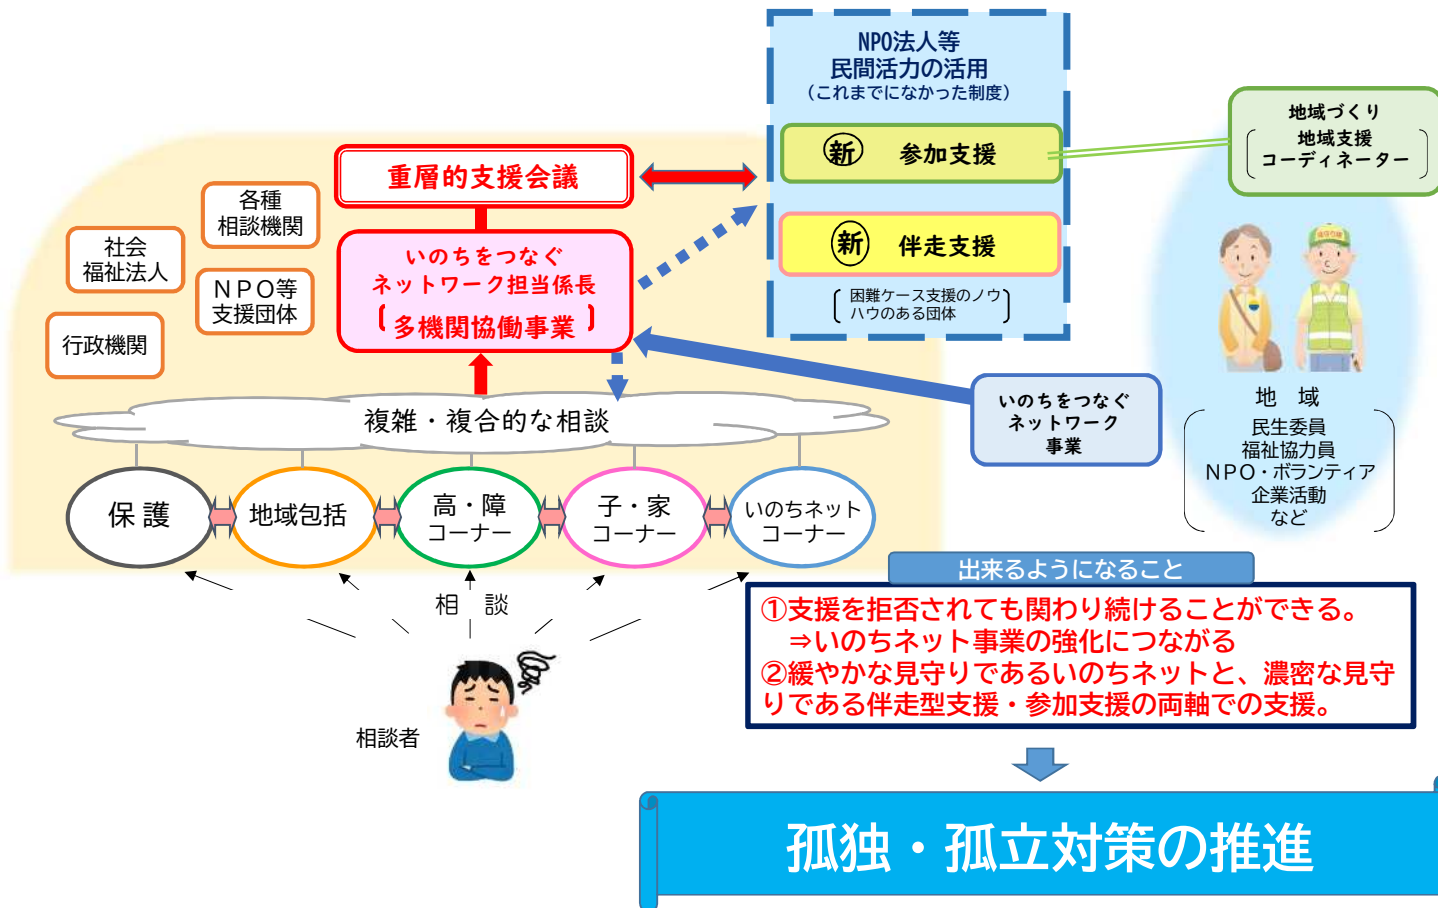 NPO法人等
民間活力の活用
（これまでになかった制度）
新 参加支援
新 伴走支援
困難ケース支援のノウ
ハウのある団体
地域づくり
地域支援
コーディネーター
重層的支援会議
各種
相談機関
社会
福祉法人
ＮＰＯ等
支援団体
行政機関
いのちをつなぐ
ネットワーク担当係長
多機関協働事業
複雑・複合的な相談
いのちをつなぐ
ネットワーク
事業
地　域
民生委員
福祉協力員
ＮＰＯ・ボランティア
企業活動
など
保 護
地域包括
高・障
コーナー
子・家
コーナー
いのちネット
コーナー
相　談
相談者
出来るようになること
①支援を拒否されても関わり続けることができる。
⇒いのちネット事業の強化につながる
②緩やかな見守りであるいのちネットと、濃密な見守
りである伴走型支援・参加支援の両軸での支援。
孤独・孤立対策の推進